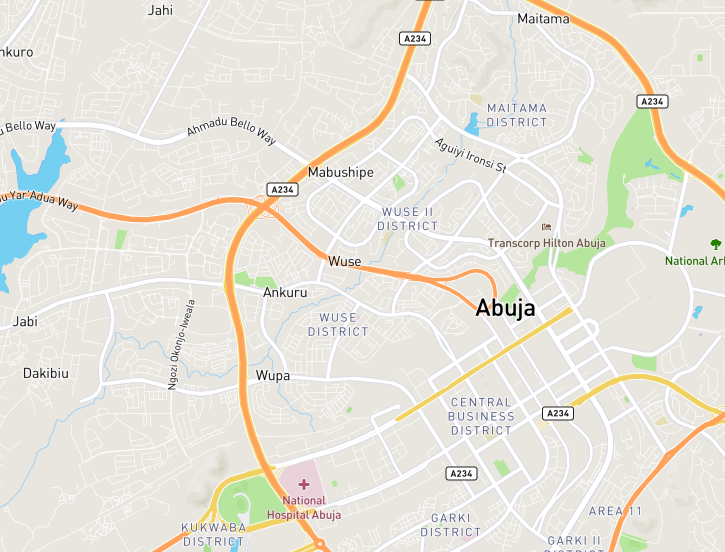 Jahi
Maitama
A234
nkuro
A234
MAITAMA
DISTRICT
u Bello Way
Ahmadu Bello Way
Aguiyi Ironsi St
Mabushipe
A234
u Yar'Adua Way
WUSE II
DISTRICT
Transcorp Hilton Abuja
Wuse
National Ar
Ankuru
Abuja
Jabi
WUSE
DISTRICT
Ngozi Okonjo-Iweala
Dakibiu
Wupa
CENTRAL
BUSINESS
DISTRICT
A234
A234
National
Hospital Abuja
AREA 11
KUKWABA
DISTRICT
GARKI
DISTRICT
GARKI II
DISTRICT